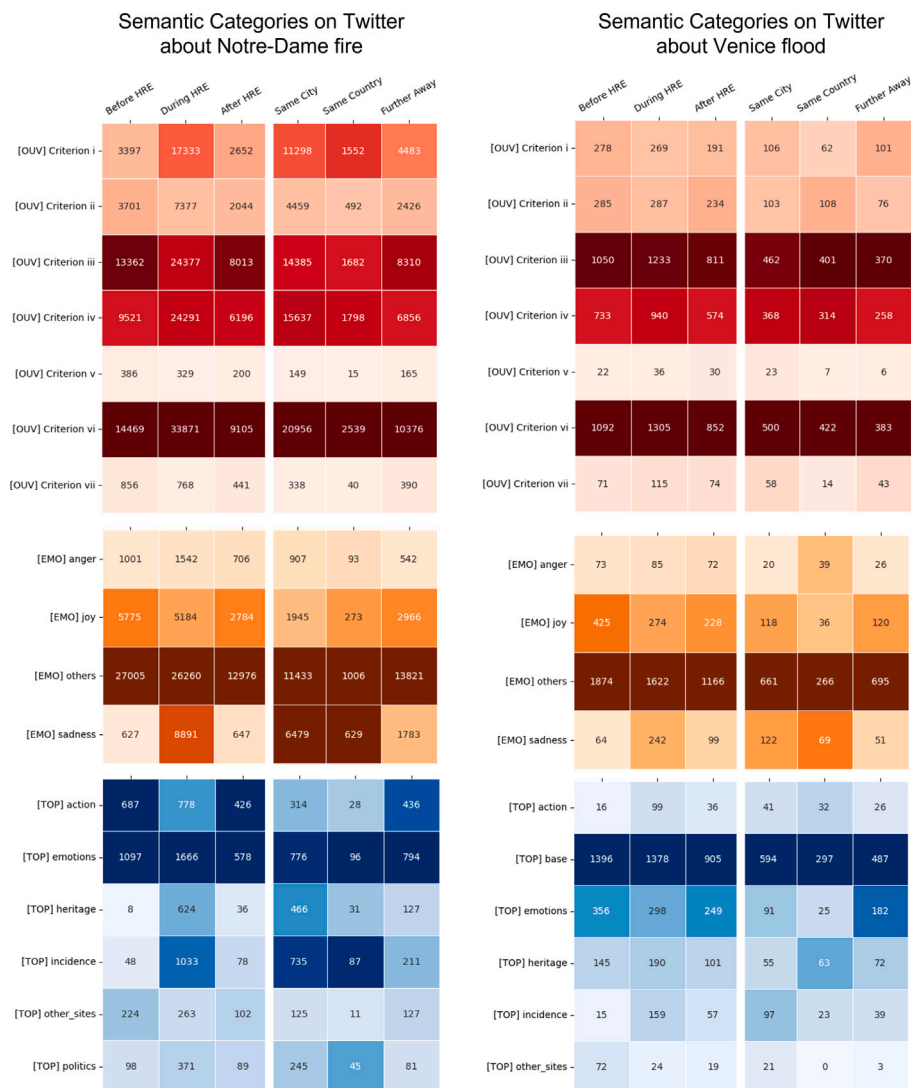 Semantic Categories on Twitter
about Notre-Dame fire
Before HRE During HRE After HRE Same City Same Country Further Away
[OUV] Criterion i 3397 17333 2652 11298 1552 4483
[OUV] Criterion ii 3701 7377 2044 4459 492 2426
[OUV] Criterion iii 13362 24377 8013 14385 1682 8310
[OUV] Criterion iv 9521 24291 6196 15637 1798 6856
[OUV] Criterion v 386 329 200 149 15 165
[OUV] Criterion vi 14469 33871 9105 20956 2539 10376
[OUV] Criterion vii 856 768 441 338 40 390
[EMO] anger 1001 1542 706 907 93 542
[EMO] joy 5775 5184 2784 1945 273 2966
[EMO] others 27005 26260 12976 11433 1006 13821
[EMO] sadness 627 8891 647 6479 629 1783
[TOP] action 687 778 426 314 28 436
[TOP] emotions 1097 1666 578 776 96 794
[TOP] heritage 8 624 36 466 31 127
[TOP] incidence 48 1033 78 735 87 211
[TOP] other_sites 224 263 102 125 11 127
[TOP] politics 98 371 89 245 45 81
Semantic Categories on Twitter
about Venice flood
Before HRE During HRE After HRE Same City Same Country Further Away
[OUV] Criterion i 278 269 191 106 62 101
[OUV] Criterion ii 285 287 234 103 108 76
[OUV] Criterion iii 1050 1233 811 462 401 370
[OUV] Criterion iv 733 940 574 368 314 258
[OUV] Criterion v 22 36 30 23 7 6
[OUV] Criterion vi 1092 1305 852 500 422 383
[OUV] Criterion vii 71 115 74 58 14 43
[EMO] anger 73 85 72 20 39 26
[EMO] joy 425 274 228 118 36 120
[EMO] others 1874 1622 1166 661 266 695
[EMO] sadness 64 242 99 122 69 51
[TOP] action 16 99 36 41 32 26
[TOP] base 1396 1378 905 594 297 487
[TOP] emotions 356 298 249 91 25 182
[TOP] heritage 145 190 101 55 63 72
[TOP] incidence 15 159 57 97 23 39
[TOP] other_sites 72 24 19 21 0 3